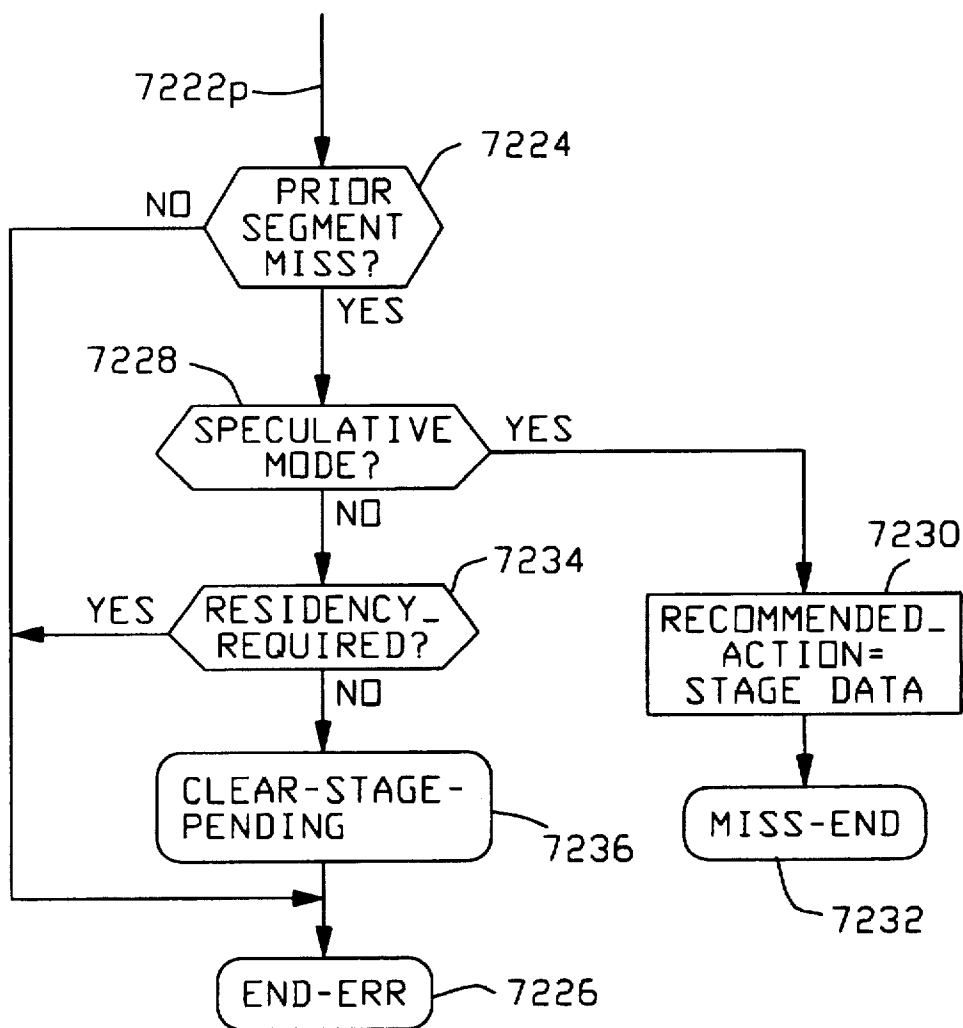 7222p
7224
NO
PRIOR
SEGMENT
MISS?
YES
7228
SPECULATIVE
MODE?
YES
NO
7234
7230
YES
RESIDENCY_
REQUIRED?
RECOMMENDED_
ACTION=
STAGE DATA
NO
CLEAR-STAGE-
PENDING
7236
MISS-END
7232
END-ERR
7226